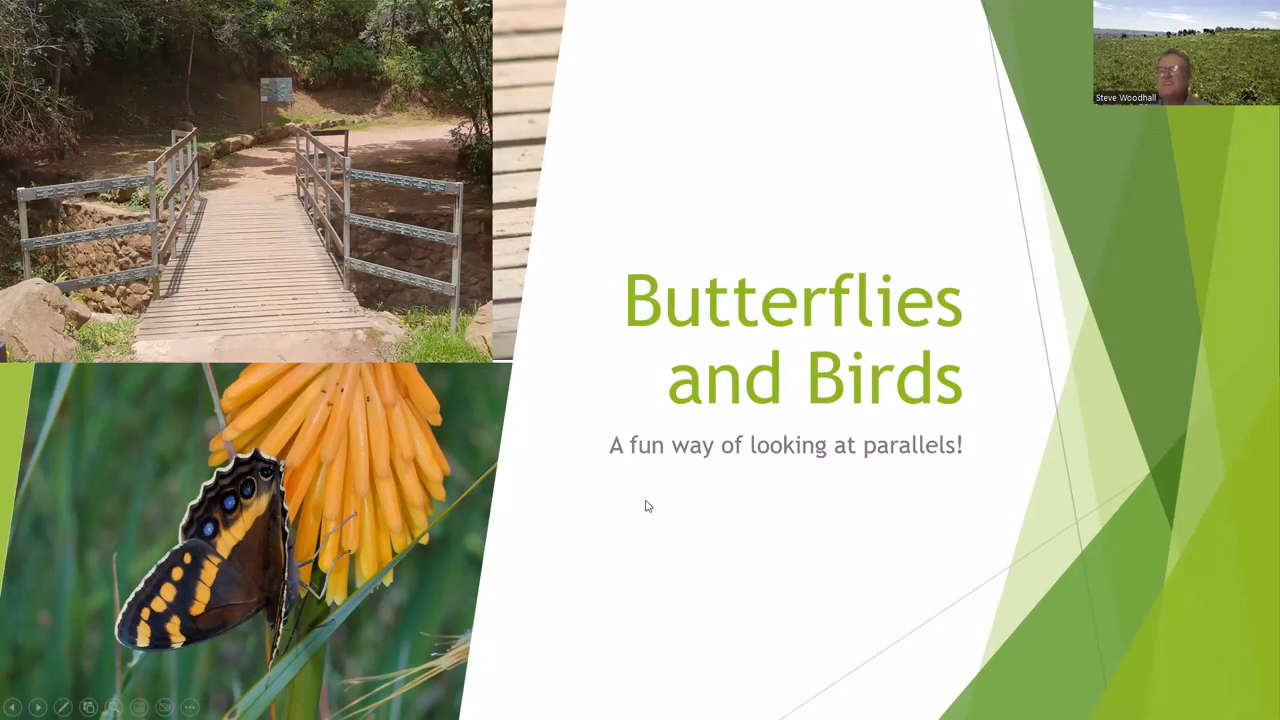 Steve Woodhall
Butterflies
and Birds
A fun way of looking at parallels!